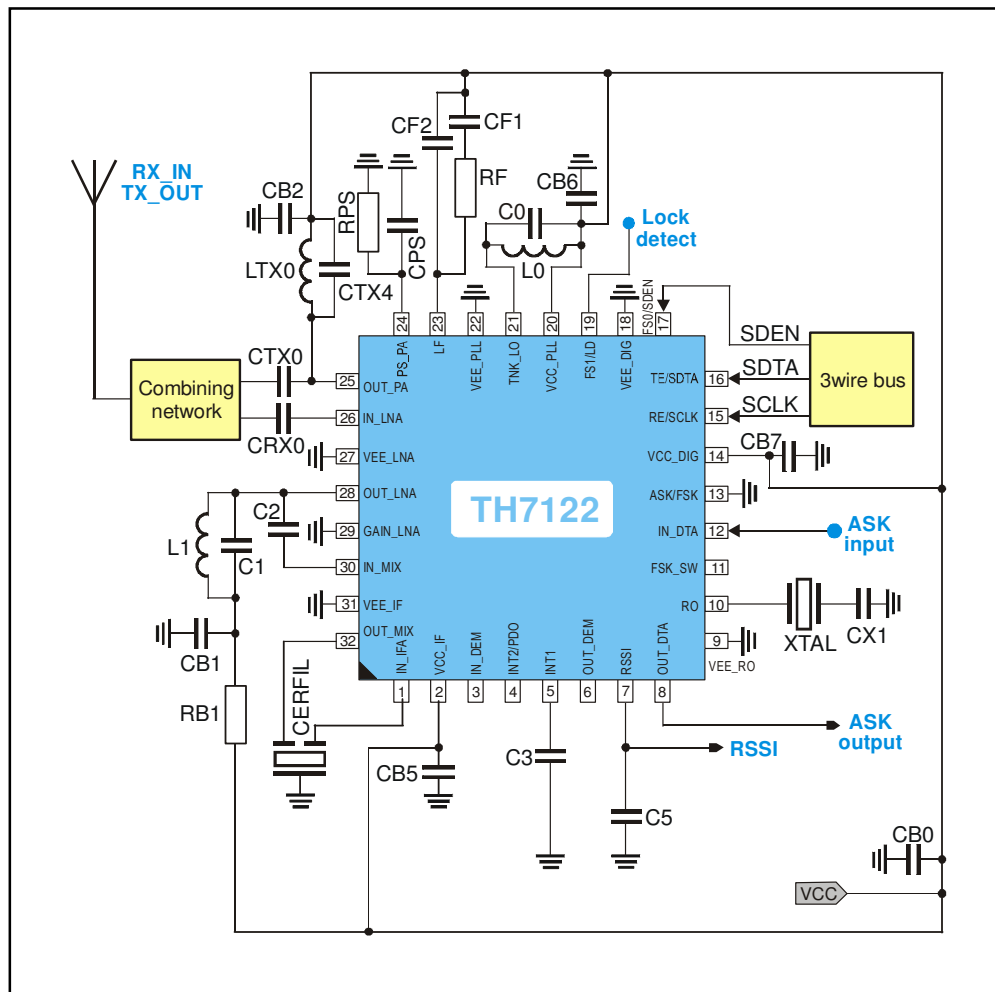 CF2
CF1
RX_IN
TX_OUT
RF
CB2
RPS
CB6
C0
Lock
detect
CPS
LTX0
L0
CTX4
24
23
22
21
20
19
18
17
FS0/SDEN
PS_PA
LF
VEE_PLL
TNK_LO
VCC_PLL
FS1/LD
VEE_DIG
SDEN
SDTA
SCLK
3wire bus
CTX0
Combining
network
CRX0
25
OUT_PA
26
IN_LNA
27
VEE_LNA
28
OUT_LNA
29
GAIN_LNA
30
IN_MIX
31
VEE_IF
32
OUT_MIX
TE/SDTA
16
RE/SCLK
15
VCC_DIG
14
CB7
ASK/FSK
13
IN_DTA
12
ASK
input
FSK_SW
11
RO
10
XTAL
CX1
9
VEE_RO
TH7122
C2
L1
C1
CB1
RB1
CERFIL
IN_IFA
VCC_IF
IN_DEM
INT2/PDO
INT1
OUT_DEM
RSSI
OUT_DTA
1
2
3
4
5
6
7
8
ASK
output
RSSI
CB5
C3
C5
CB0
VCC